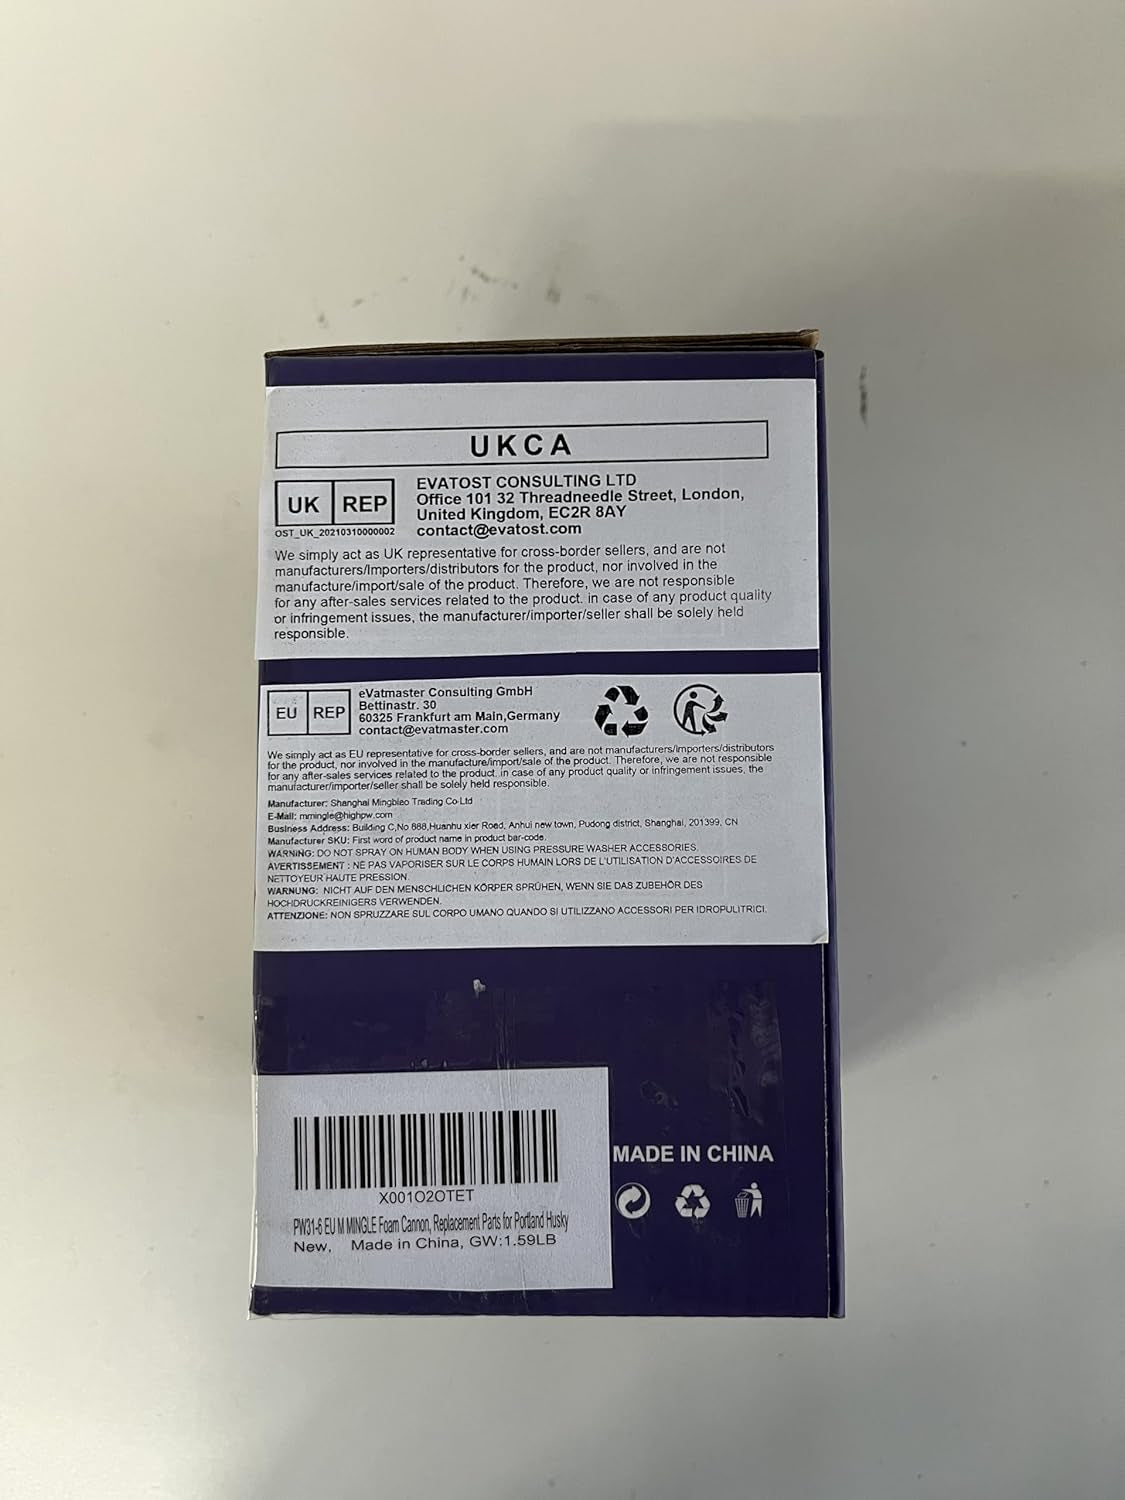 UKCA
UK REP
OST_UK_20210310000002
EVATOST CONSULTING LTD
Office 101 32 Threadneedle Street, London,
United Kingdom, EC2R 8AY
contact@evatost.com
We simply act as UK representative for cross-border sellers, and are not
manufacturers/Importers/distributors for the product, nor involved in the
manufacture/import/sale of the product. Therefore, we are not responsible
for any after-sales services related to the product. in case of any product quality
or infringement issues, the manufacturer/importer/seller shall be solely held
responsible.
EU REP
eVatmaster Consulting GmbH
Bettinastr. 30
60325 Frankfurt am Main,Germany
contact@evatmaster.com
We simply act as EU representative for cross-border sellers, and are not manufacturers/importers/distributors
for the product, nor involved in the manufacture/import/sale of the product. Therefore, we are not responsible
for any after-sales services related to the product. in case of any product quality or infringement issues, the
manufacturer/importer/seller shall be solely held responsible.
Manufacturer: Shanghai Mingbleo Trading Co Ltd
E-Mail: mmingle@highpw.com
Business Address: Building C,No 888,Huanhu xier Road, Anhui new town, Pudong district, Shanghai, 201399, CN
Manufacturer SKU: First word of product name in product bar-code.
WARNING: DO NOT SPRAY ON HUMAN BODY WHEN USING PRESSURE WASHER ACCESSORIES.
AVERTISSEMENT : NE PAS VAPORISER SUR LE CORPS HUMAIN LORS DE L'UTILISATION D'ACCESSOIRES DE
NETTOYEUR HAUTE PRESSION.
WARNUNG: NICHT AUF DEN MENSCHLICHEN KÖRPER SPRÜHEN, WENN SIE DAS ZUBEHÖR DES
HOCHDRUCKREINIGERS VERWENDEN.
ATTENZIONE: NON SPRUZZARE SUL CORPO UMANO QUANDO SI UTILIZZANO ACCESSORI PER IDROPULITRICI.
X001O2OTET
PW31-6 EU M MINGLE Foam Cannon, Replacement Parts for Portland Husky
New, Made in China, GW:1.59LB
MADE IN CHINA